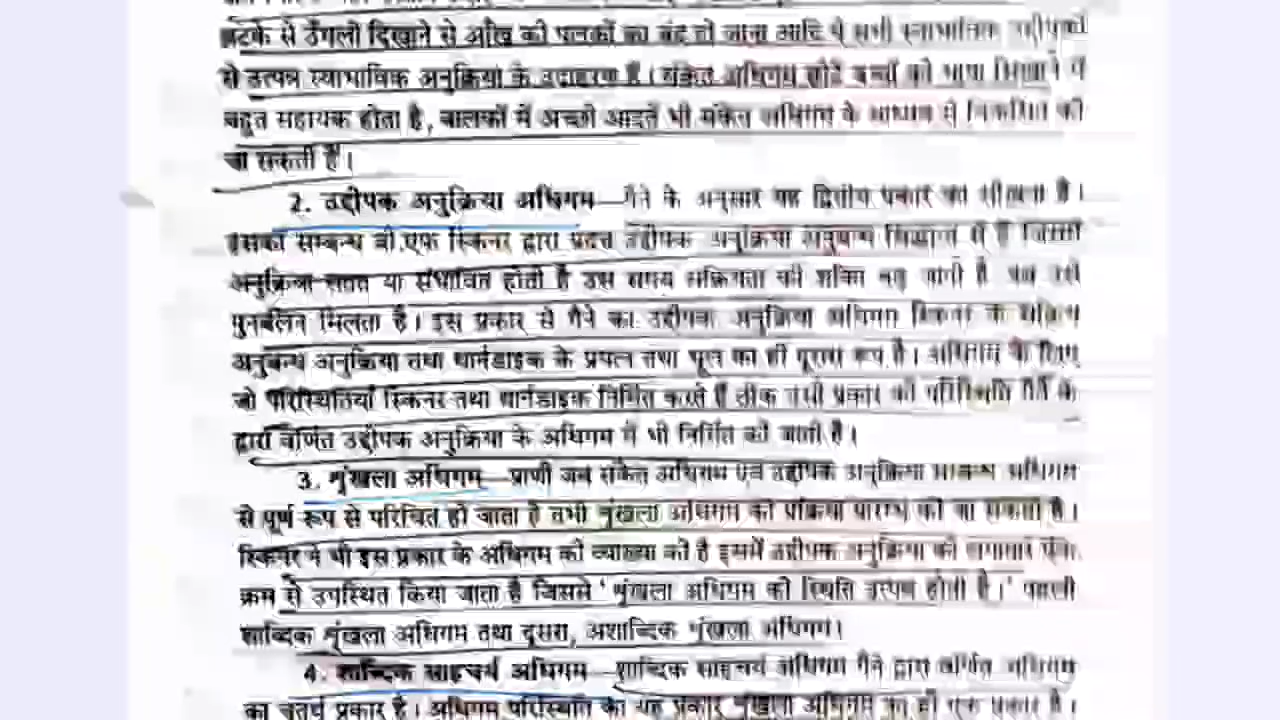 झटके से उँगली दिखाने से आँख की पलकों का बंद हो जाना आदि ये सभी स्वाभाविक उद्दीपकों
से उत्पन्न स्वाभाविक अनुक्रिया के उदाहरण हैं। संकेत अधिगम छोटे बच्चों को भाषा सिखाने में
बहुत सहायक होता है, बालकों में अच्छी आदतें भी संकेत अधिगम के माध्यम से विकसित की
जा सकती हैं।
2. उद्दीपक अनुक्रिया अधिगम—गैने के अनुसार यह द्वितीय प्रकार का सीखना है।
इसका सम्बन्ध बी.एफ स्किनर द्वारा प्रदत्त उद्दीपक अनुक्रिया अनुबन्ध सिद्धान्त से है जिसमें
अनुक्रिया सतत या संभावित होती है उस समय सक्रियता की शक्ति बढ़ जाती है जब उसे
पुनर्बलन मिलता है। इस प्रकार से गैने का उद्दीपक अनुक्रिया अधिगम स्किनर के सक्रिय
अनुबन्ध अनुक्रिया तथा थार्नडाइक के प्रयत्न तथा भूल का ही दूसरा रूप है। अधिगम के लिए
जो परिस्थितियाँ स्किनर तथा थार्नडाइक निर्मित करते हैं ठीक उसी प्रकार की परिस्थिति गैने के
द्वारा वर्णित उद्दीपक अनुक्रिया के अधिगम में भी निर्मित की जाती है।
3. शृंखला अधिगम—प्राणी जब संकेत अधिगम एवं उद्दीपक अनुक्रिया अधिगम
से पूर्ण रूप से परिचित हो जाता है तभी शृंखला अधिगम की प्रक्रिया प्रारम्भ की जा सकती है।
स्किनर ने भी इस प्रकार के अधिगम की व्याख्या की है इसमें उद्दीपक अनुक्रिया को लगातार एक
क्रम से उपस्थित किया जाता है जिससे 'शृंखला अधिगम की स्थिति उत्पन्न होती है।' पहली
शाब्दिक शृंखला अधिगम तथा दूसरा, अशाब्दिक शृंखला अधिगम।
4. शाब्दिक साहचर्य अधिगम—शाब्दिक साहचर्य अधिगम गैने द्वारा वर्णित अधिगम
का चतुर्थ प्रकार है। अधिगम परिस्थिति का यह प्रकार शृंखला अधिगम का ही एक प्रकार है।